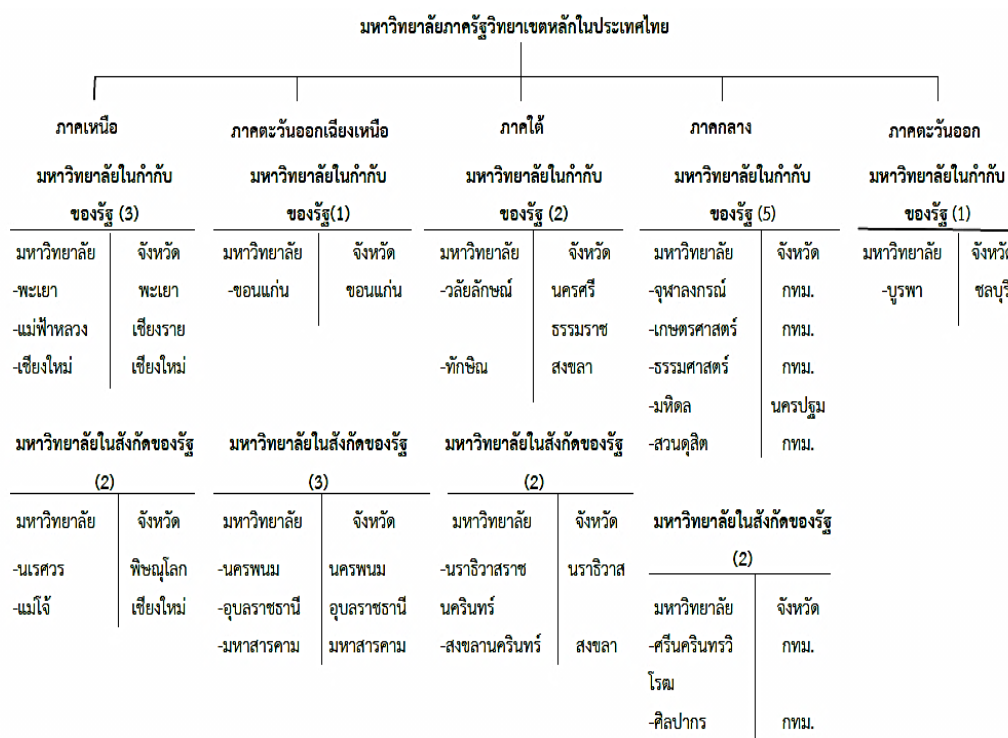 มหาวิทยาลัยภาครัฐวิทยาเขตหลักในประเทศไทย
ภาคเหนือ
มหาวิทยาลัยในกำกับ
ของรัฐ (3)
มหาวิทยาลัย จังหวัด
-พะเยา พะเยา
-แม่ฟ้าหลวง เชียงราย
-เชียงใหม่ เชียงใหม่
มหาวิทยาลัยในสังกัดของรัฐ
(2)
มหาวิทยาลัย จังหวัด
-นเรศวร พิษณุโลก
-แม่โจ้ เชียงใหม่
ภาคตะวันออกเฉียงเหนือ
มหาวิทยาลัยในกำกับ
ของรัฐ(1)
มหาวิทยาลัย จังหวัด
-ขอนแก่น ขอนแก่น
มหาวิทยาลัยในสังกัดของรัฐ
(3)
มหาวิทยาลัย จังหวัด
-นครพนม นครพนม
-อุบลราชธานี อุบลราชธานี
-มหาสารคาม มหาสารคาม
ภาคใต้
มหาวิทยาลัยในกำกับ
ของรัฐ (2)
มหาวิทยาลัย จังหวัด
-วลัยลักษณ์ นครศรี
ธรรมราช
-ทักษิณ สงขลา
มหาวิทยาลัยในสังกัดของรัฐ
(2)
มหาวิทยาลัย จังหวัด
-นราธิวาสราช นราธิวาส
นครินทร์
-สงขลานครินทร์ สงขลา
ภาคกลาง
มหาวิทยาลัยในกำกับ
ของรัฐ (5)
มหาวิทยาลัย จังหวัด
-จุฬาลงกรณ์ กทม.
-เกษตรศาสตร์ กทม.
-ธรรมศาสตร์ กทม.
-มหิดล นครปฐม
-สวนดุสิต กทม.
มหาวิทยาลัยในสังกัดของรัฐ
(2)
มหาวิทยาลัย จังหวัด
-ศรีนครินทรวิ กทม.
โรฒ
-ศิลปากร กทม.
ภาคตะวันออก
มหาวิทยาลัยในกำกับ
ของรัฐ (1)
มหาวิทยาลัย จังหวัด
-บูรพา ชลบุรี